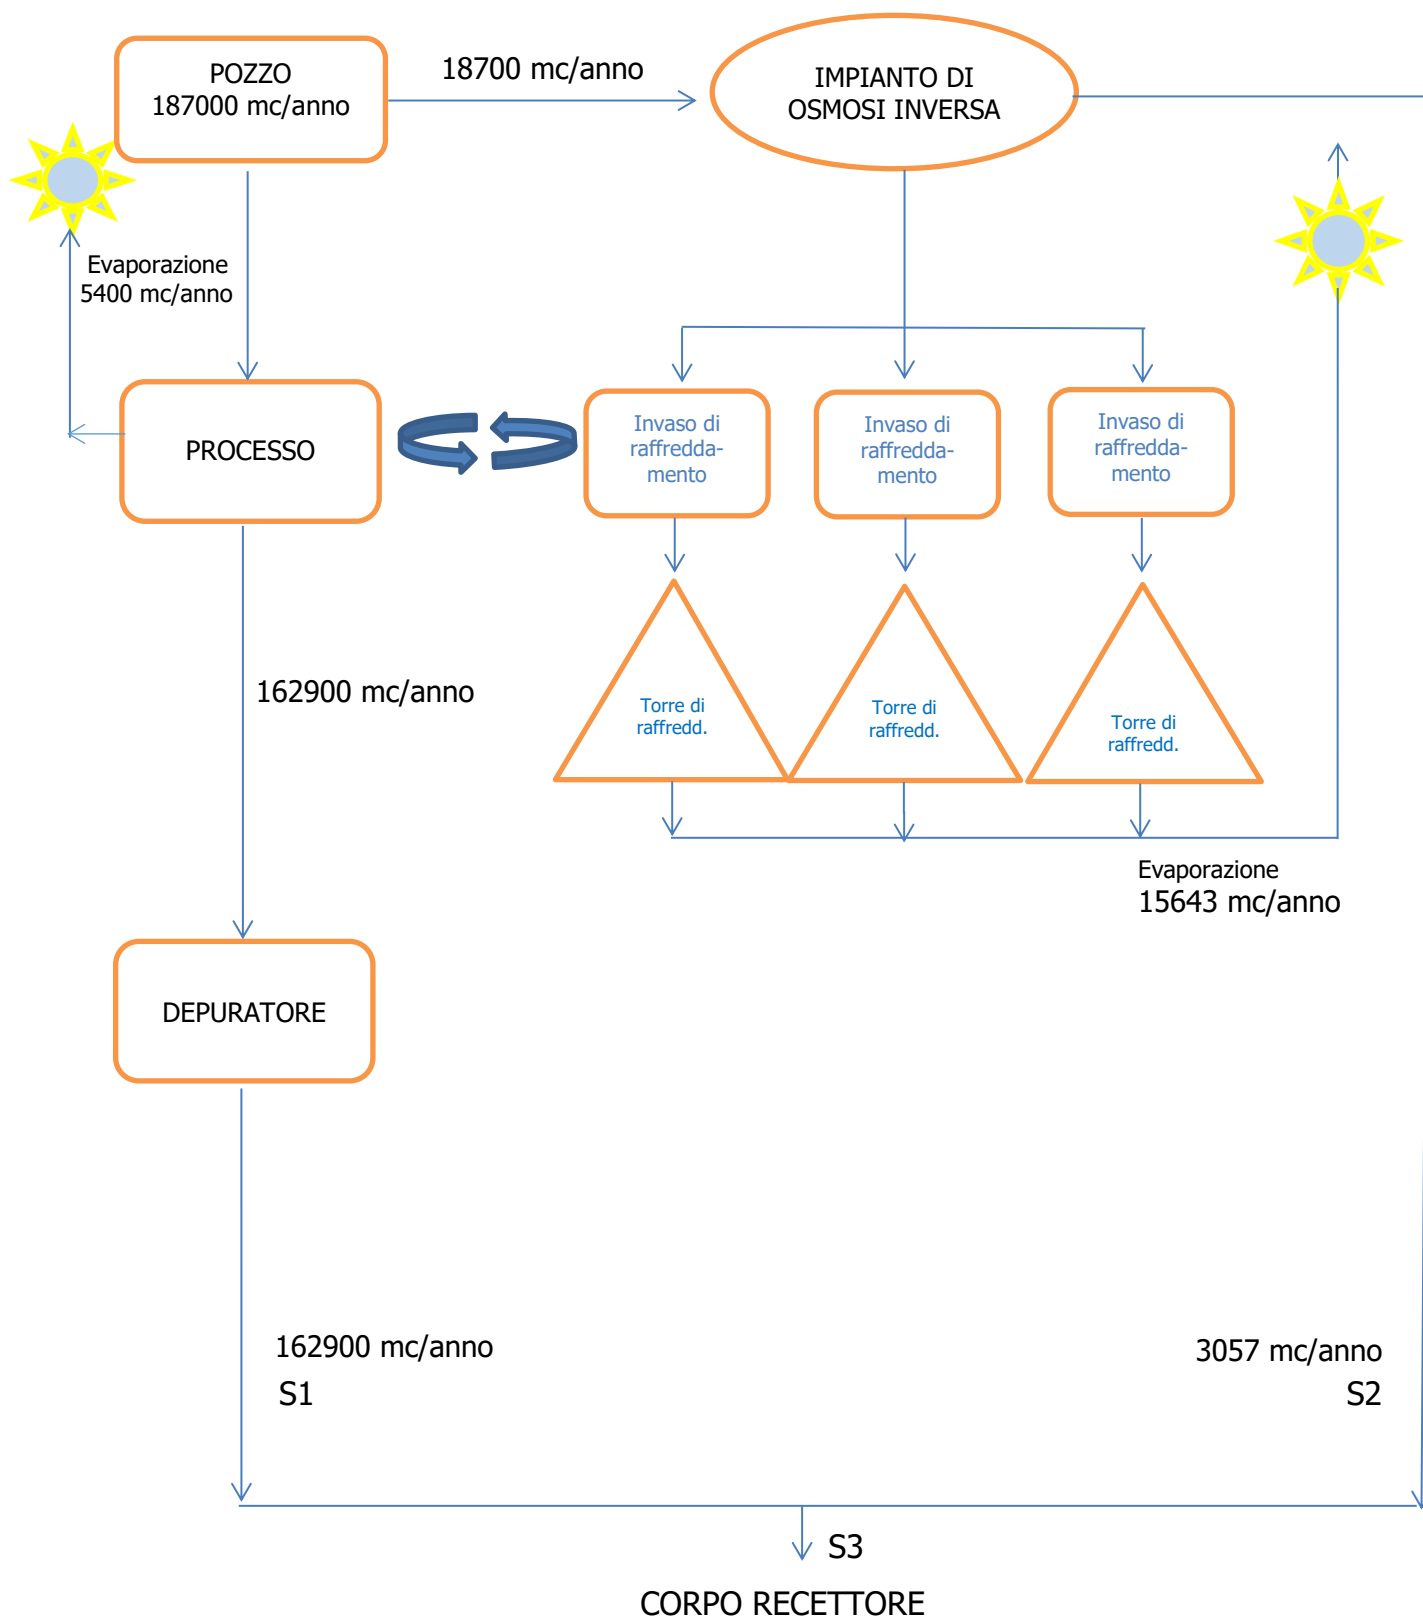 POZZO
187000 mc/anno
18700 mc/anno
IMPIANTO DI
OSMOSI INVERSA
Evaporazione
5400 mc/anno
PROCESSO
Invaso di
raffredda-
mento
Invaso di
raffredda-
mento
Invaso di
raffredda-
mento
162900 mc/anno
Torre di
raffredd.
Torre di
raffredd.
Torre di
raffredd.
Evaporazione
15643 mc/anno
DEPURATORE
162900 mc/anno
S1
3057 mc/anno
S2
S3
CORPO RECETTORE